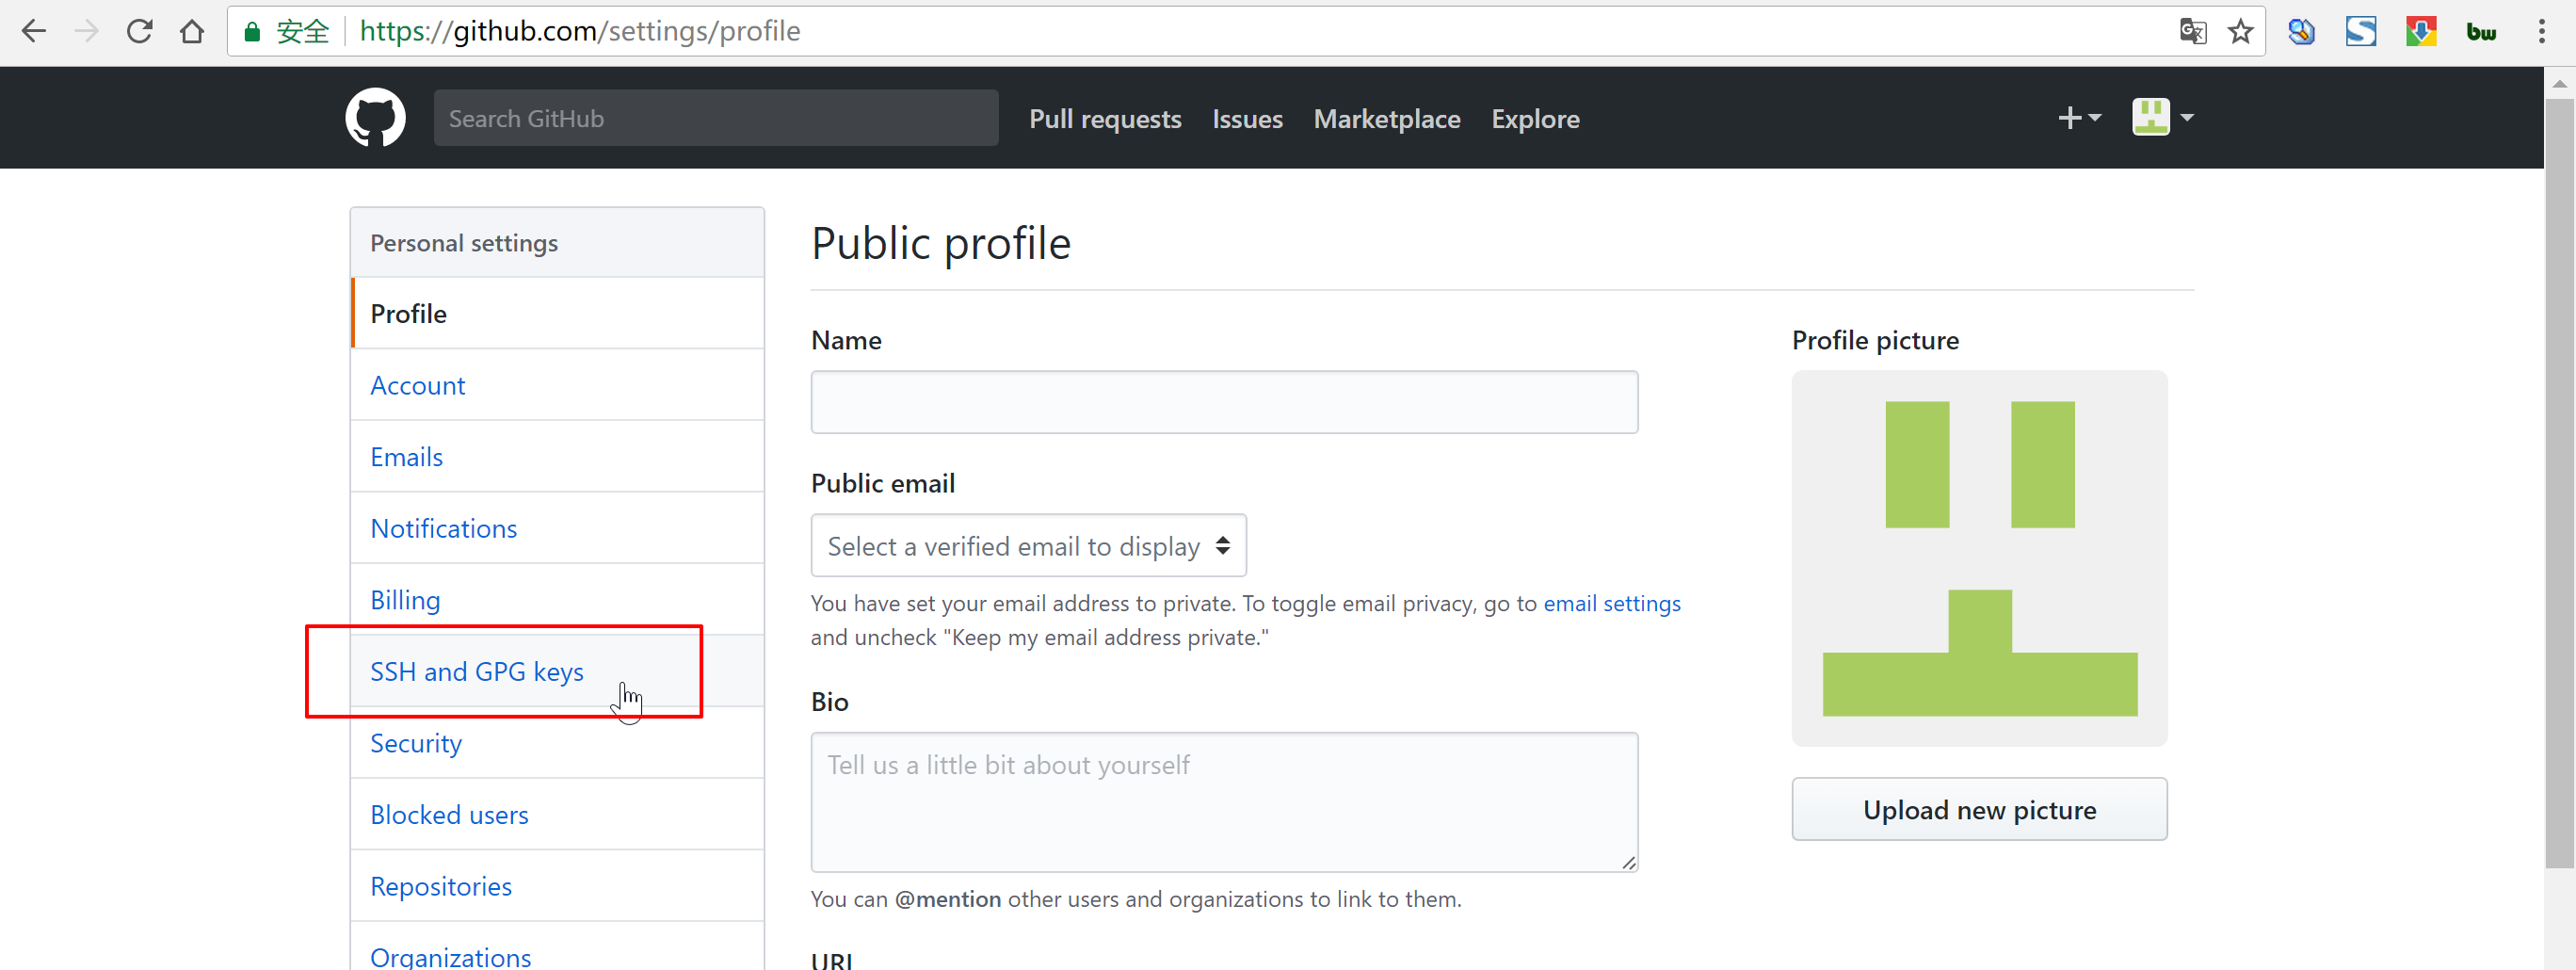 安全 https://github.com/settings/profile
bw
Search GitHub
Pull requests Issues Marketplace Explore
Personal settings
Profile
Account
Emails
Notifications
Billing
SSH and GPG keys
Security
Blocked users
Repositories
Organizations
Public profile
Name
Public email
Select a verified email to display
You have set your email address to private. To toggle email privacy, go to email settings
and uncheck "Keep my email address private."
Bio
Tell us a little bit about yourself
You can @mention other users and organizations to link to them.
URL
Profile picture
Upload new picture